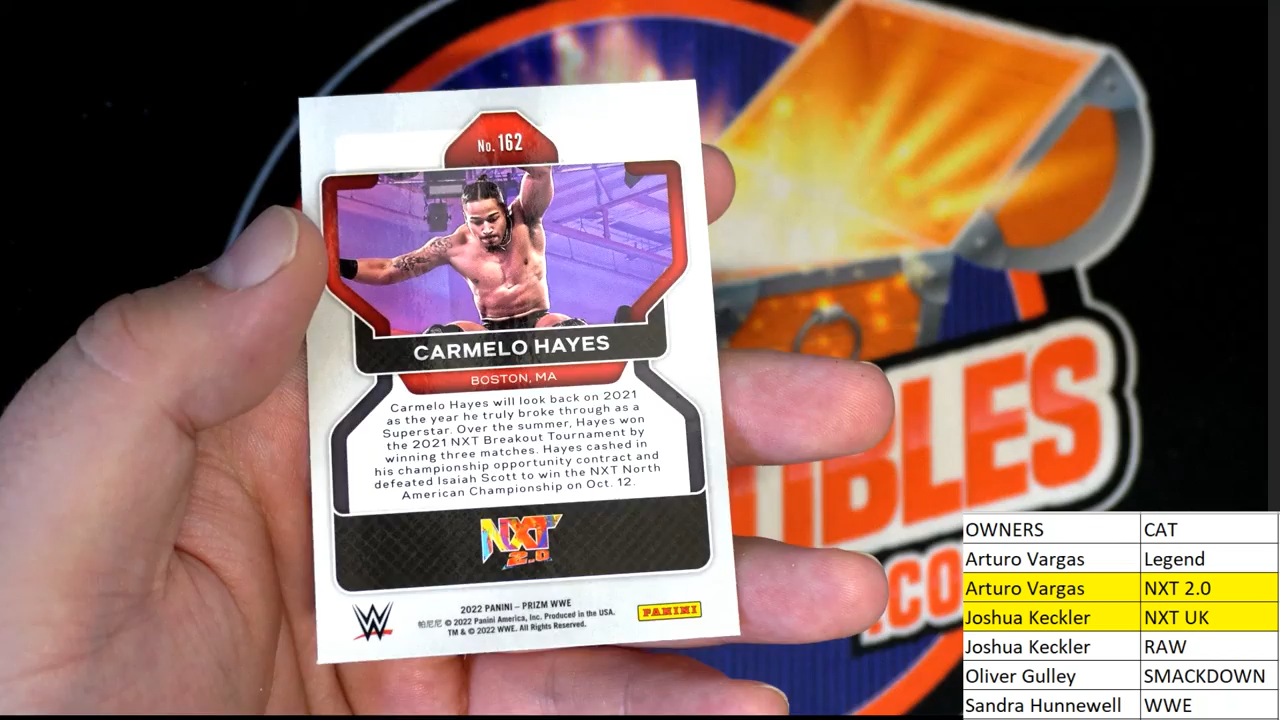 No. 162
CARMELO HAYES
BOSTON, MA
Carmelo Hayes will look back on 2021
as the year he truly broke through as a
Superstar. Over the summer, Hayes won
the 2021 NXT Breakout Tournament by
winning three matches. Hayes cashed in
his championship opportunity contract and
defeated Isaiah Scott to win the NXT North
American Championship on Oct. 12.
NXT
2.0
W
2022 PANINI – PRIZM WWE
帕尼尼 © 2022 Panini America, Inc. Produced in the USA.
TM & © 2022 WWE. All Rights Reserved.
PANINI
IBLES
.CO
OWNERS CAT
Arturo Vargas Legend
Arturo Vargas NXT 2.0
Joshua Keckler NXT UK
Joshua Keckler RAW
Oliver Gulley SMACKDOWN
Sandra Hunnewell WWE